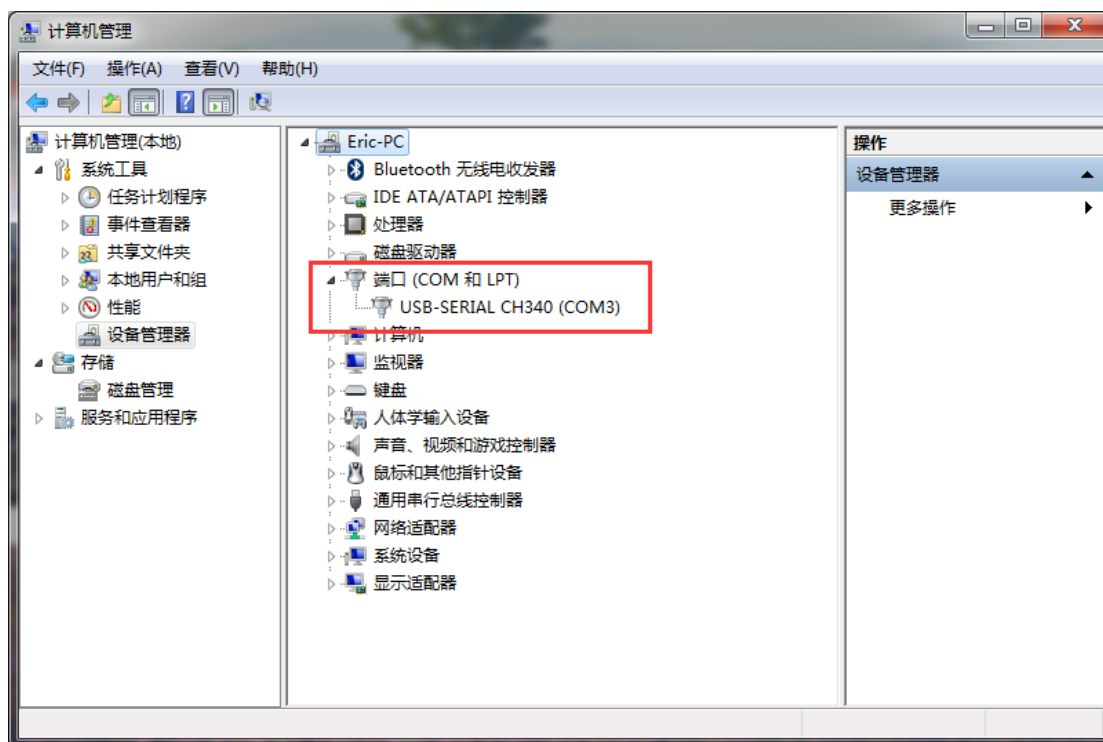 计算机管理
文件(F) 操作(A) 查看(V) 帮助(H)
计算机管理(本地)
系统工具
任务计划程序
事件查看器
共享文件夹
本地用户和组
性能
设备管理器
存储
磁盘管理
服务和应用程序
Eric-PC
Bluetooth 无线电收发器
IDE ATA/ATAPI 控制器
处理器
磁盘驱动器
端口 (COM 和 LPT)
USB-SERIAL CH340 (COM3)
计算机
监视器
键盘
人体学输入设备
声音、视频和游戏控制器
鼠标和其他指针设备
通用串行总线控制器
网络适配器
系统设备
显示适配器
操作
设备管理器
更多操作